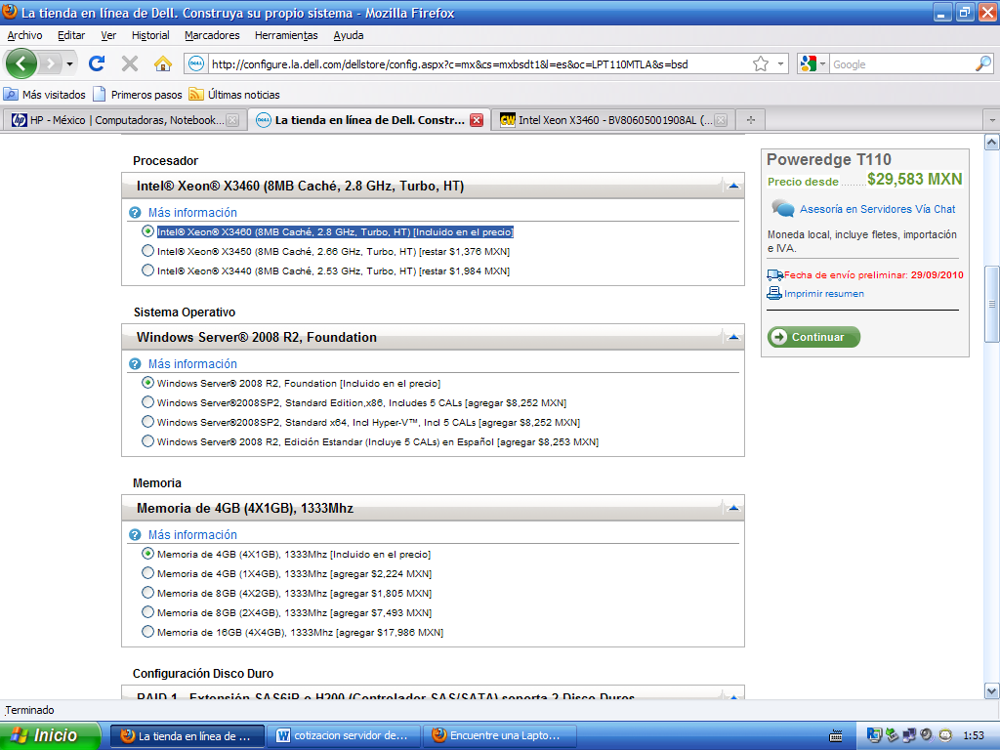 La tienda en línea de Dell. Construya su propio sistema - Mozilla Firefox
Archivo Editar Ver Historial Marcadores Herramientas Ayuda
http://configure.la.dell.com/dellstore/config.aspx?c=mx&cs=mxbsdt1&l=es&oc=LPT110MTLA&s=bsd
Google
Más visitados Primeros pasos Últimas noticias
HP - México | Computadoras, Notebook... La tienda en línea de Dell. Constr... Intel Xeon X3460 - BV80605001908AL (...
Procesador
Intel® Xeon® X3460 (8MB Caché, 2.8 GHz, Turbo, HT)
Más información
Intel® Xeon® X3460 (8MB Caché, 2.8 GHz, Turbo, HT) [Incluido en el precio]
Intel® Xeon® X3450 (8MB Caché, 2.66 GHz, Turbo, HT) [restar $1,376 MXN]
Intel® Xeon® X3440 (8MB Caché, 2.53 GHz, Turbo, HT) [restar $1,984 MXN]
Sistema Operativo
Windows Server® 2008 R2, Foundation
Más información
Windows Server® 2008 R2, Foundation [Incluido en el precio]
Windows Server®2008SP2, Standard Edition,x86, Includes 5 CALs [agregar $8,252 MXN]
Windows Server®2008SP2, Standard x64, Incl Hyper-V™, Incl 5 CALs [agregar $8,252 MXN]
Windows Server® 2008 R2, Edición Estandar (Incluye 5 CALs) en Español [agregar $8,253 MXN]
Memoria
Memoria de 4GB (4X1GB), 1333Mhz
Más información
Memoria de 4GB (4X1GB), 1333Mhz [Incluido en el precio]
Memoria de 4GB (1X4GB), 1333Mhz [agregar $2,224 MXN]
Memoria de 8GB (4X2GB), 1333Mhz [agregar $1,805 MXN]
Memoria de 8GB (2X4GB), 1333Mhz [agregar $7,493 MXN]
Memoria de 16GB (4X4GB), 1333Mhz [agregar $17,986 MXN]
Configuración Disco Duro
RAID 1 - Extensión SAS6iR o H200 (Controlador SAS/SATA) soporta 2 Disco Duros
Poweredge T110
Precio desde ........ $29,583 MXN
Asesoría en Servidores Vía Chat
Moneda local, incluye fletes, importación
e IVA.
Fecha de envío preliminar: 29/09/2010
Imprimir resumen
Continuar
Terminado
Inicio La tienda en línea de ... cotizacion servidor de... Encuentre una Lapto... 1:53